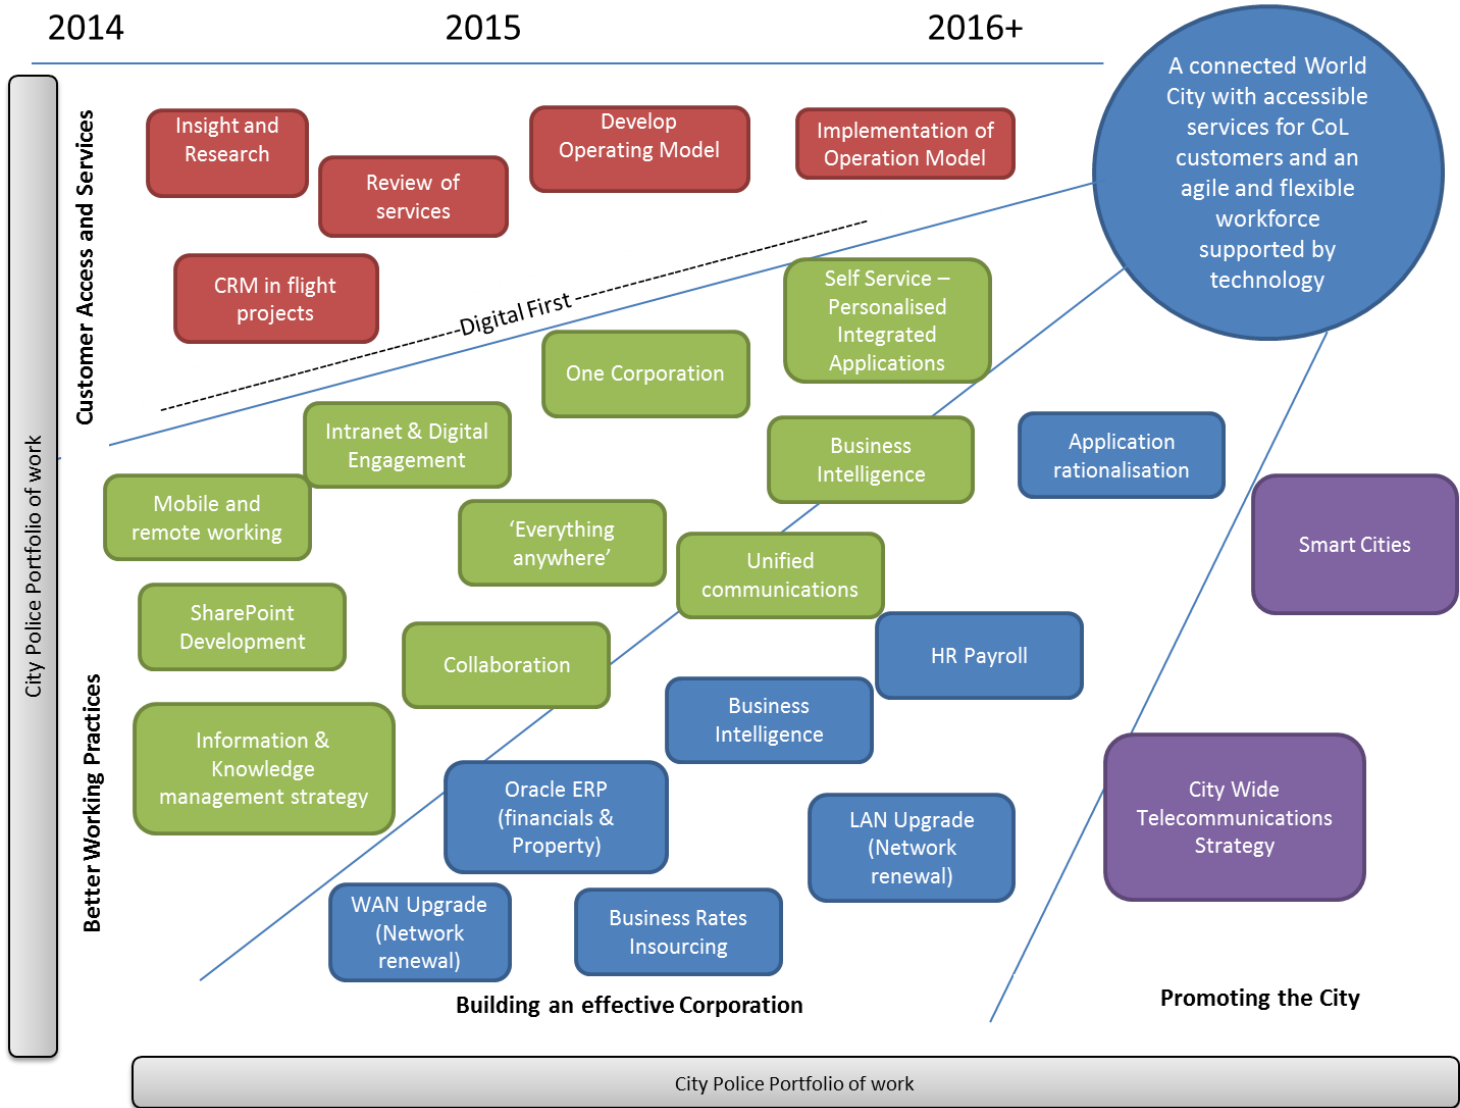 2014
2015
2016+
A connected World
City with accessible
services for CoL
customers and an
agile and flexible
workforce
supported by
technology
Customer Access and Services
Insight and
Research
Review of
services
Develop
Operating Model
Implementation of
Operation Model
CRM in flight
projects
Digital First
Self Service –
Personalised
Integrated
Applications
One Corporation
Intranet & Digital
Engagement
Business
Intelligence
Application
rationalisation
City Police Portfolio of work
Mobile and
remote working
‘Everything
anywhere’
Unified
communications
Smart Cities
SharePoint
Development
Collaboration
HR Payroll
Better Working Practices
Information &
Knowledge
management strategy
Business
Intelligence
Oracle ERP
(financials &
Property)
LAN Upgrade
(Network
renewal)
City Wide
Telecommunications
Strategy
WAN Upgrade
(Network
renewal)
Business Rates
Insourcing
Building an effective Corporation
Promoting the City
City Police Portfolio of work